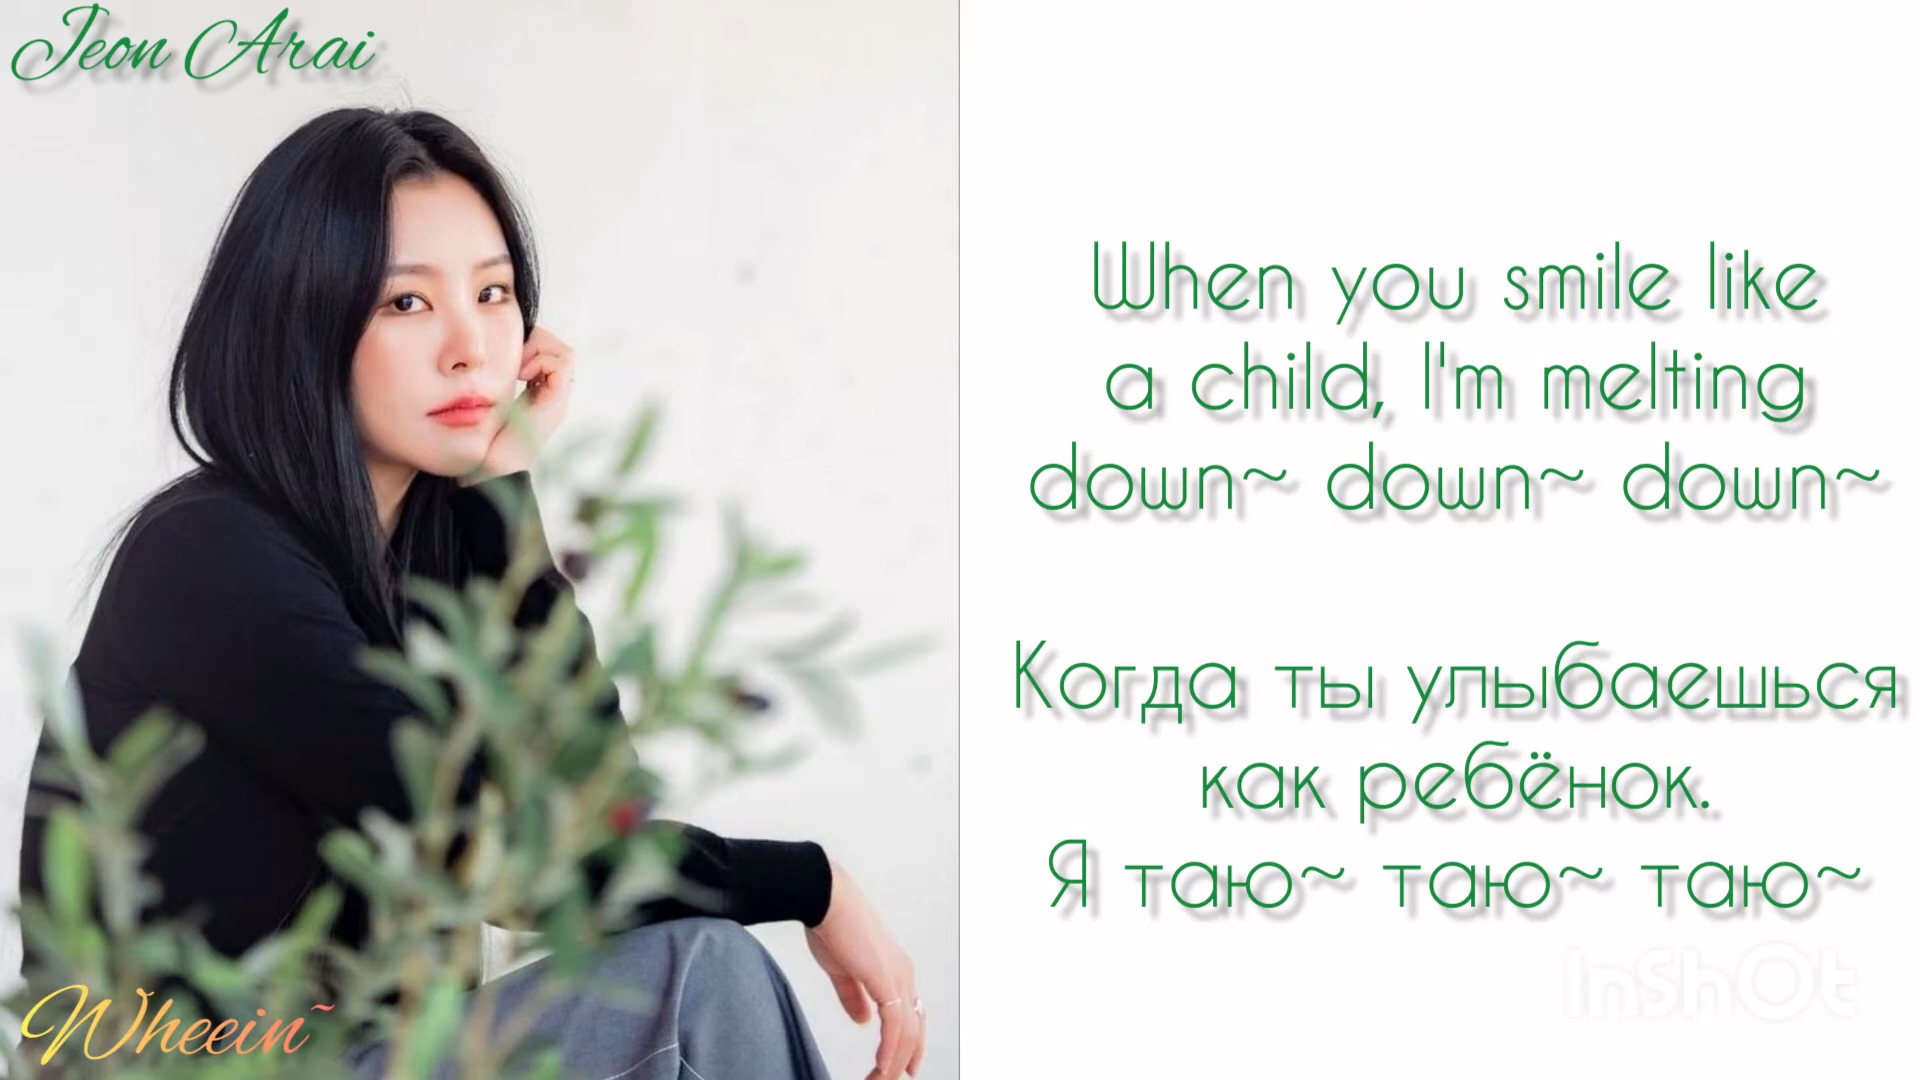 Jeon Arai
When you smile like
a child, I'm melting
down~ down~ down~
Когда ты улыбаешься
как ребёнок.
Я таю~ таю~ таю~
InShOt
Wheein~